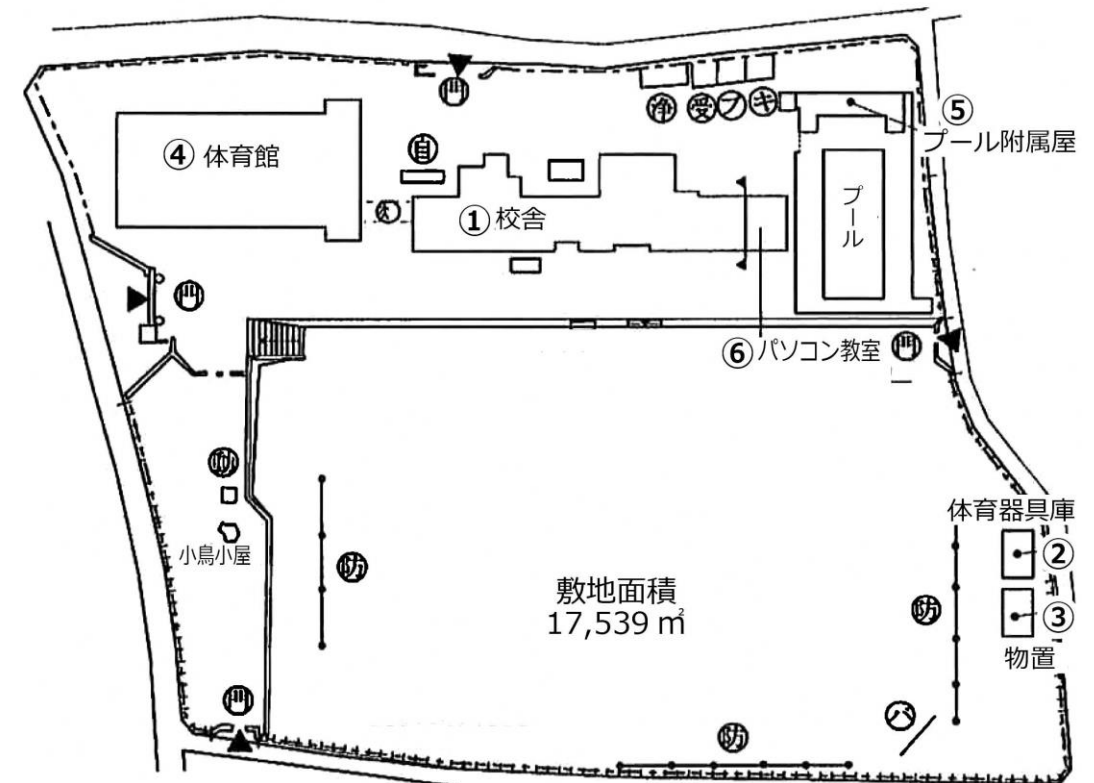 門
浄 受 プ キ
⑤
プール附属屋
④ 体育館
自
① 校舎
プール
門
⑥ パソコン教室
門
小鳥小屋
体育器具庫
②
防
敷地面積
17,539 ㎡
防
③
物置
門
バ
防